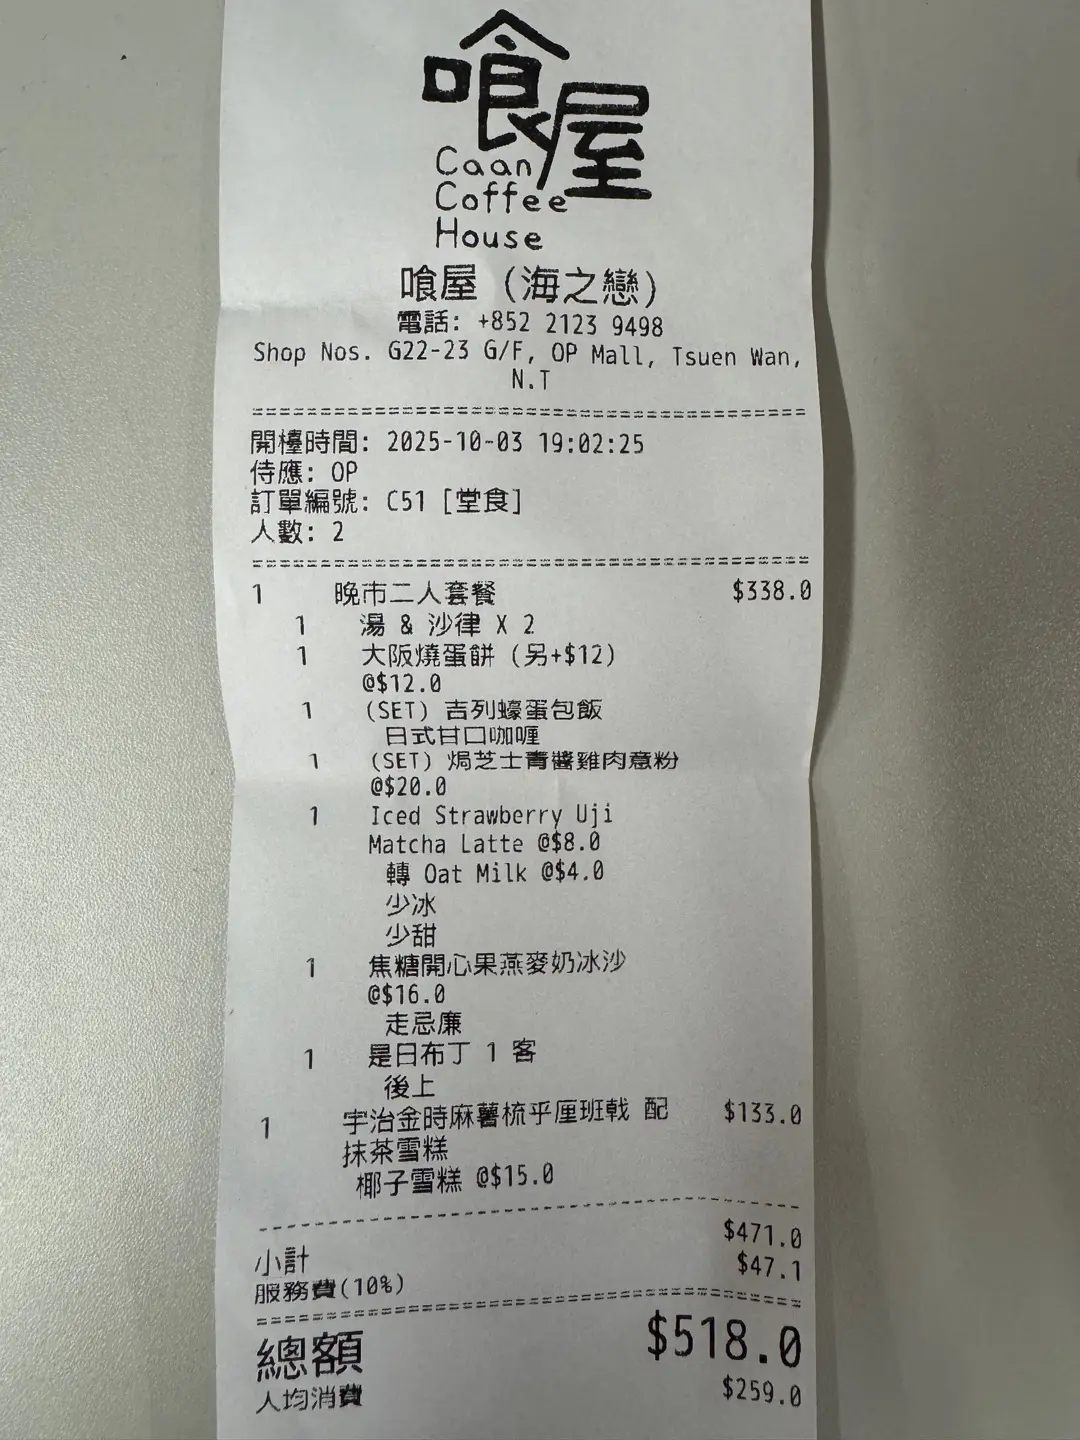 喰屋
Caan
Coffee
House
喰屋 (海之戀)
電話: +852 2123 9498
Shop Nos. G22-23 G/F, OP Mall, Tsuen Wan,
N.T
開檯時間: 2025-10-03 19:02:25
侍應: OP
訂單編號: C51 [堂食]
人數: 2
1 晚市二人套餐 $338.0
1 湯 & 沙律 X 2
1 大阪燒蛋餅 (另+$12)
@$12.0
1 (SET) 吉列蠔蛋包飯
日式甘口咖喱
1 (SET) 焗芝士青醬雞肉意粉
@$20.0
1 Iced Strawberry Uji
Matcha Latte @$8.0
轉 Oat Milk @$4.0
少冰
少甜
1 焦糖開心果燕麥奶冰沙
@$16.0
走忌廉
1 是日布丁 1 客
後上
1 宇治金時麻薯梳乎厘班戟 配 $133.0
抹茶雪糕
椰子雪糕 @$15.0
小計 $471.0
服務費(10%) $47.1
總額 $518.0
人均消費 $259.0